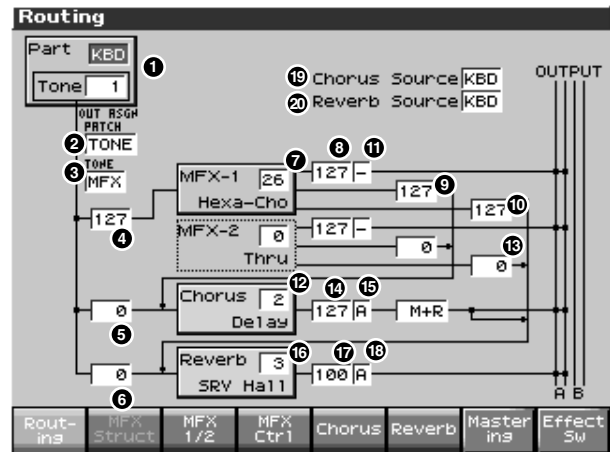 Routing
Part KBD
Tone 1
1
OUT ASGN
PATCH
2 TONE
TONE
3 MFX
19 Chorus Source KBD
20 Reverb Source KBD
OUTPUT
7 8 11
MFX-1 26 127 -
Hexa-Cho
127 9
127 10
127
4
MFX-2 0 127 -
Thru
0
0 13
12 14 15
0
5
Chorus 2 127 A M+R
Delay
16 17 18
0
6
Reverb 3 100 A
SRV Hall
A B
Rout-
ing
MFX
Struct
MFX
1/2
MFX
Ctrl
Chorus
Reverb
Master
ing
Effect
Sw